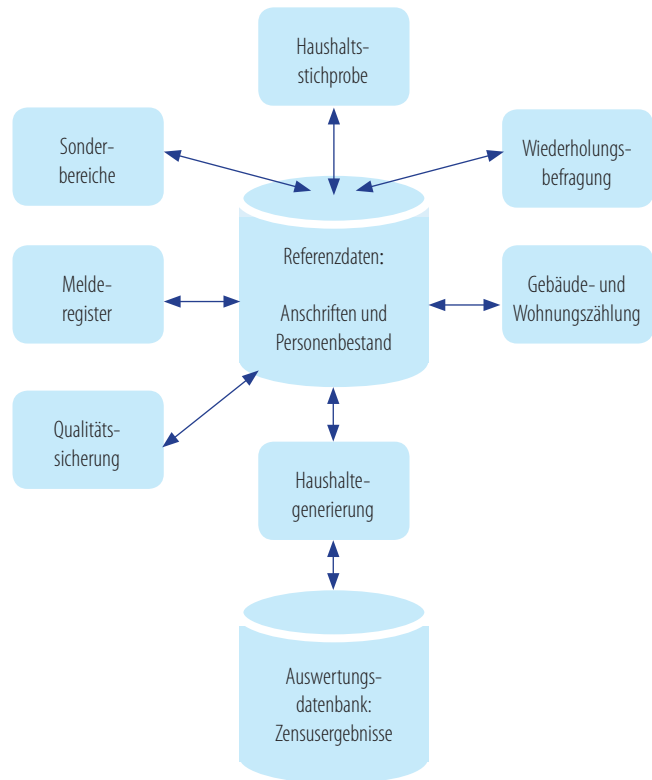 Haushalts-
stichprobe
Sonder-
bereiche
Wiederholungs-
befragung
Referenzdaten:
Anschriften und
Personenbestand
Melde-
register
Gebäude- und
Wohnungszählung
Qualitäts-
sicherung
Haushalte-
generierung
Auswertungs-
datenbank:
Zensusergebnisse